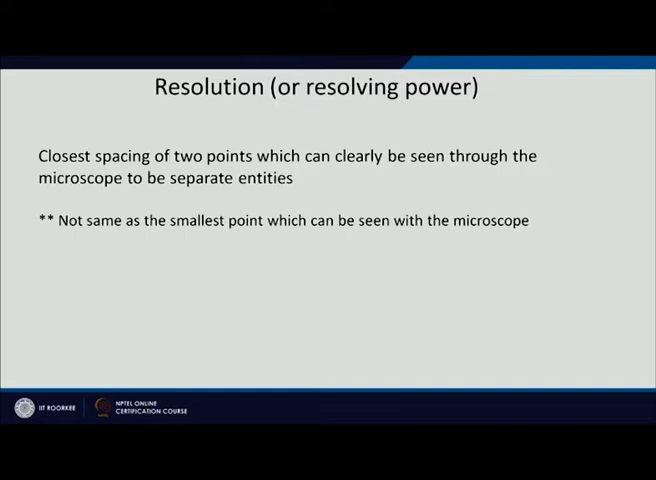 Resolution (or resolving power)
Closest spacing of two points which can clearly be seen through the
microscope to be separate entities
** Not same as the smallest point which can be seen with the microscope
IIT ROORKEE
NPTEL ONLINE
CERTIFICATION COURSE